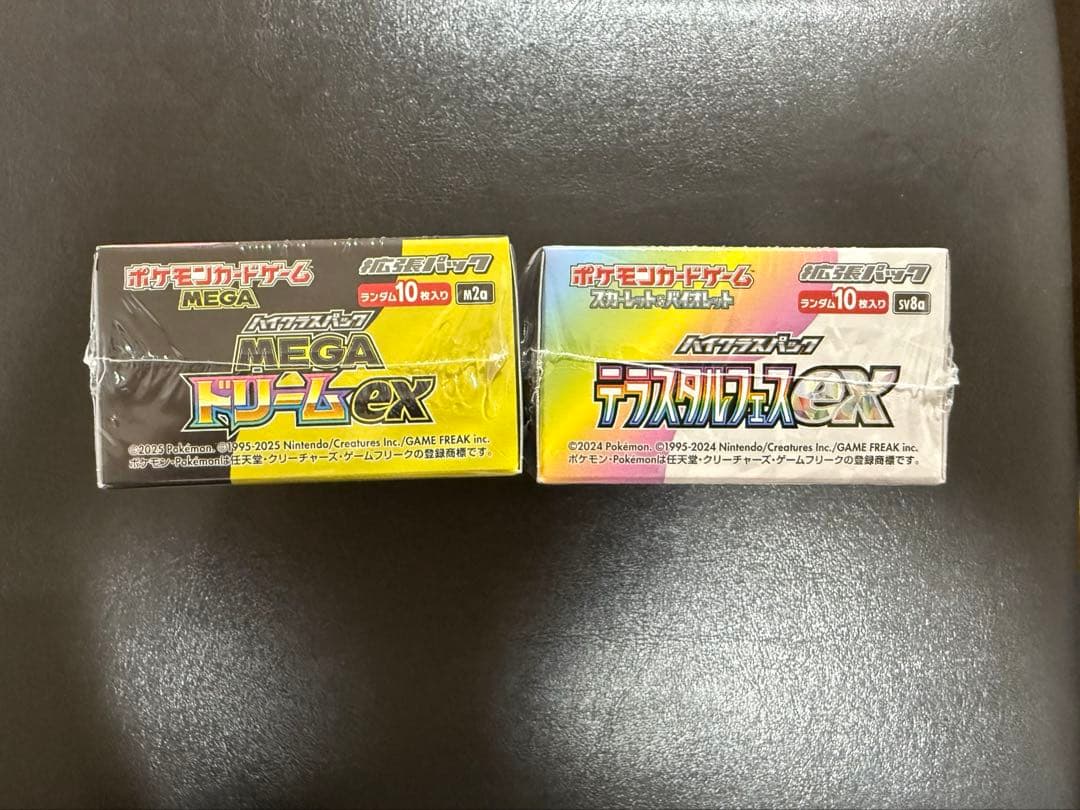 ポケモンカードゲーム
MEGA
拡張パック
ランダム10枚入り
M2a
ハイクラスパック
MEGA
ドリームex
©2025 Pokémon. ©1995-2025 Nintendo/Creatures Inc./GAME FREAK inc.
ポケモン・Pokémonは任天堂・クリーチャーズ・ゲームフリークの登録商標です。
ポケモンカードゲーム
スカーレット&バイオレット
拡張パック
ランダム10枚入り
SV8a
ハイクラスパック
テラスタルフェスex
©2024 Pokémon. ©1995-2024 Nintendo/Creatures Inc./GAME FREAK inc.
ポケモン・Pokémonは任天堂・クリーチャーズ・ゲームフリークの登録商標です。